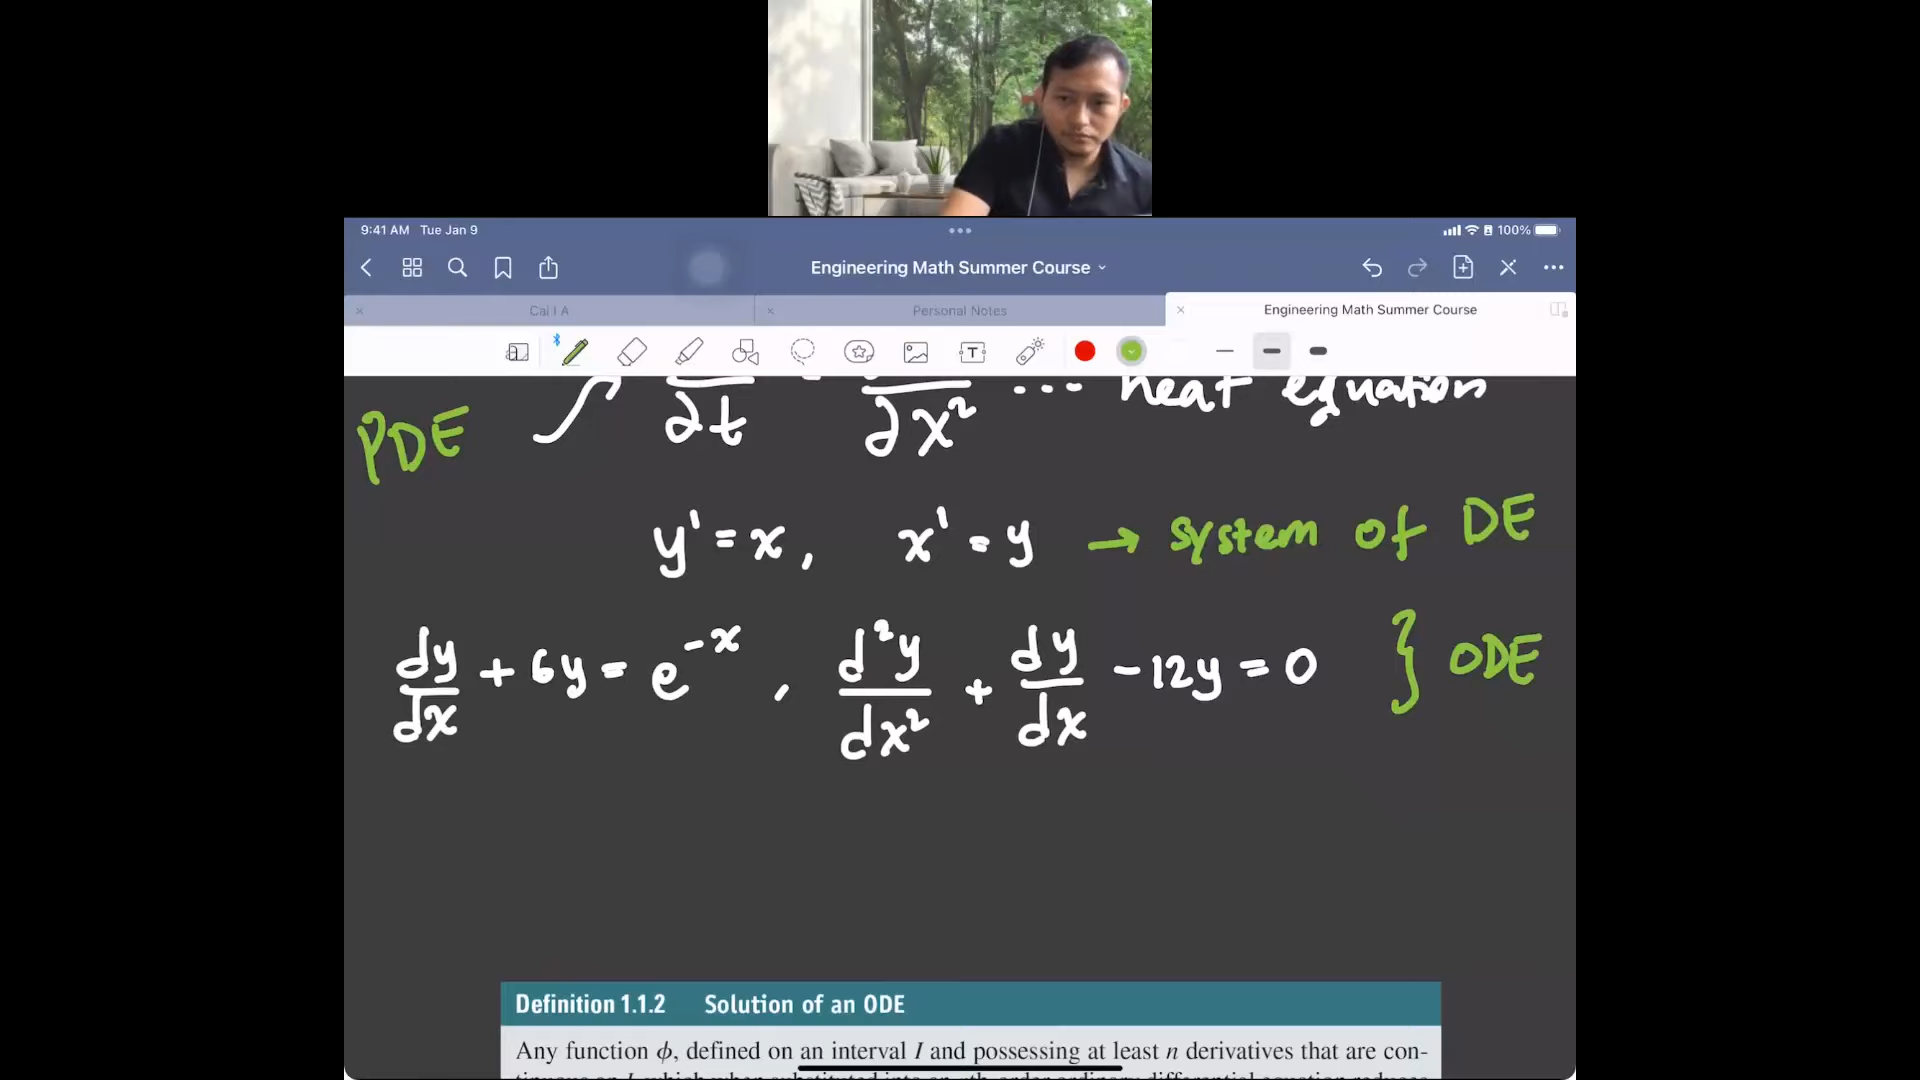 9:41 AM Tue Jan 9
100%
Engineering Math Summer Course
Cal I A
Personal Notes
Engineering Math Summer Course
T
∂t ∂x² ... heat equation
PDE
y' = x, x' = y → system of DE
dy/dx + 6y = e^-x, d²y/dx² + dy/dx - 12y = 0 } ODE
Definition 1.1.2 Solution of an ODE
Any function ϕ, defined on an interval I and possessing at least n derivatives that are con-